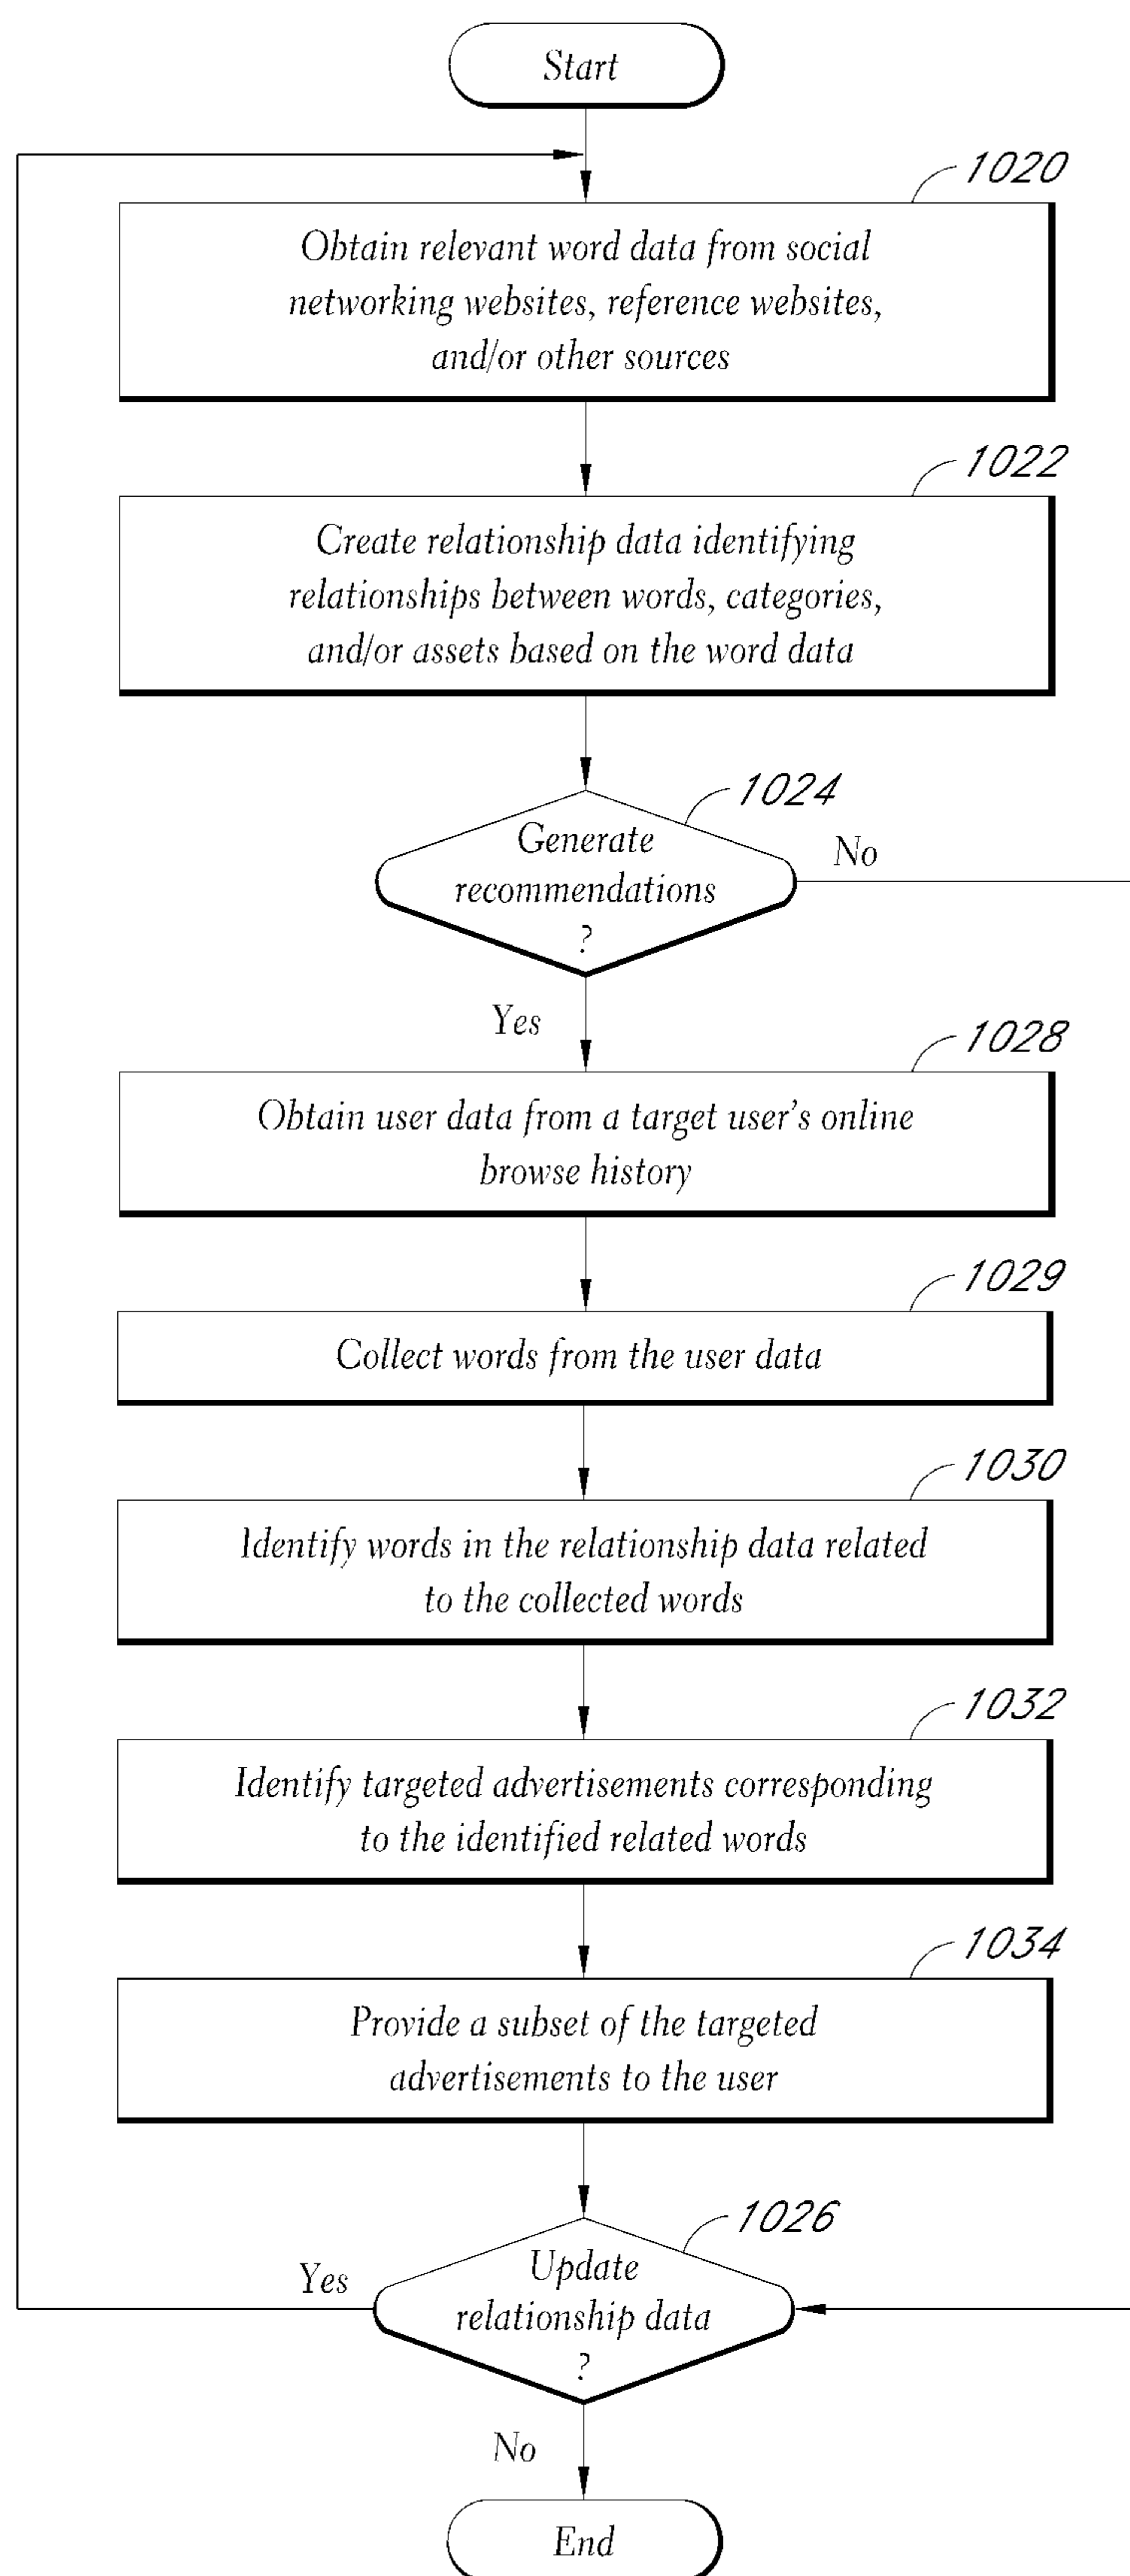 Start
1020
Obtain relevant word data from social
networking websites, reference websites,
and/or other sources
1022
Create relationship data identifying
relationships between words, categories,
and/or assets based on the word data
1024
Generate
recommendations
?
No
Yes
1028
Obtain user data from a target user's online
browse history
1029
Collect words from the user data
1030
Identify words in the relationship data related
to the collected words
1032
Identify targeted advertisements corresponding
to the identified related words
1034
Provide a subset of the targeted
advertisements to the user
1026
Update
relationship data
?
Yes
No
End